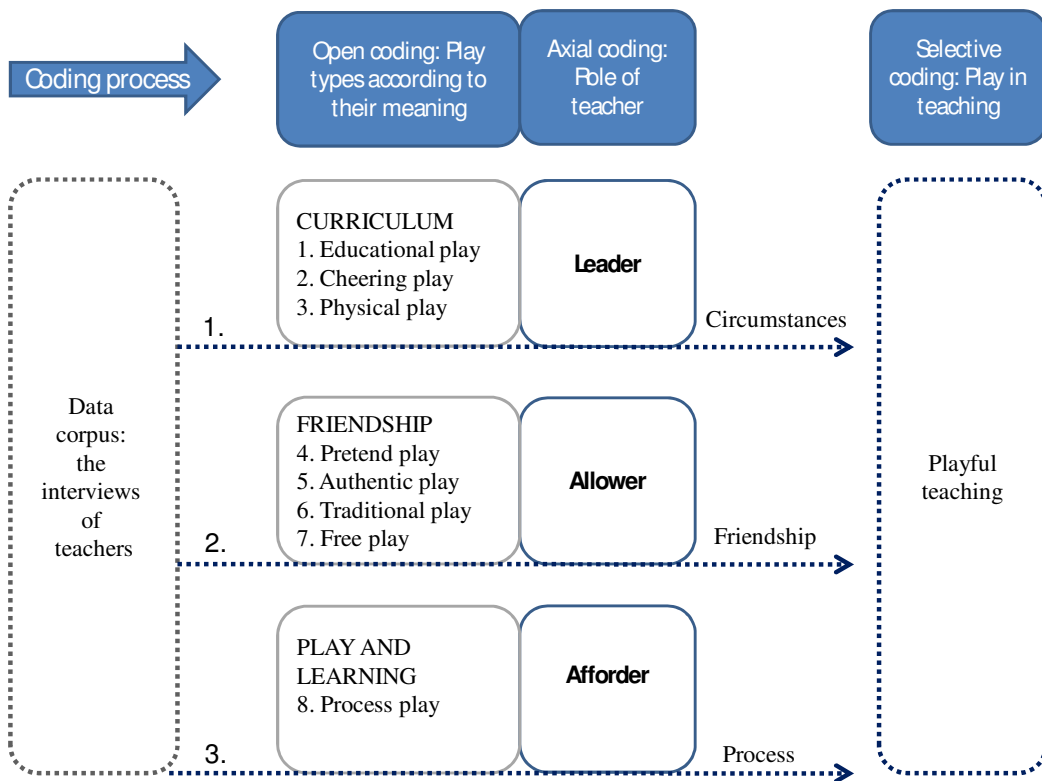 Coding process
Open coding: Play
types according to
their meaning
Axial coding:
Role of
teacher
Selective
coding: Play in
teaching
Data
corpus:
the
interviews
of
teachers
1.
CURRICULUM
1. Educational play
2. Cheering play
3. Physical play
Leader
Circumstances
2.
FRIENDSHIP
4. Pretend play
5. Authentic play
6. Traditional play
7. Free play
Allower
Friendship
3.
PLAY AND
LEARNING
8. Process play
Afforder
Process
Playful
teaching